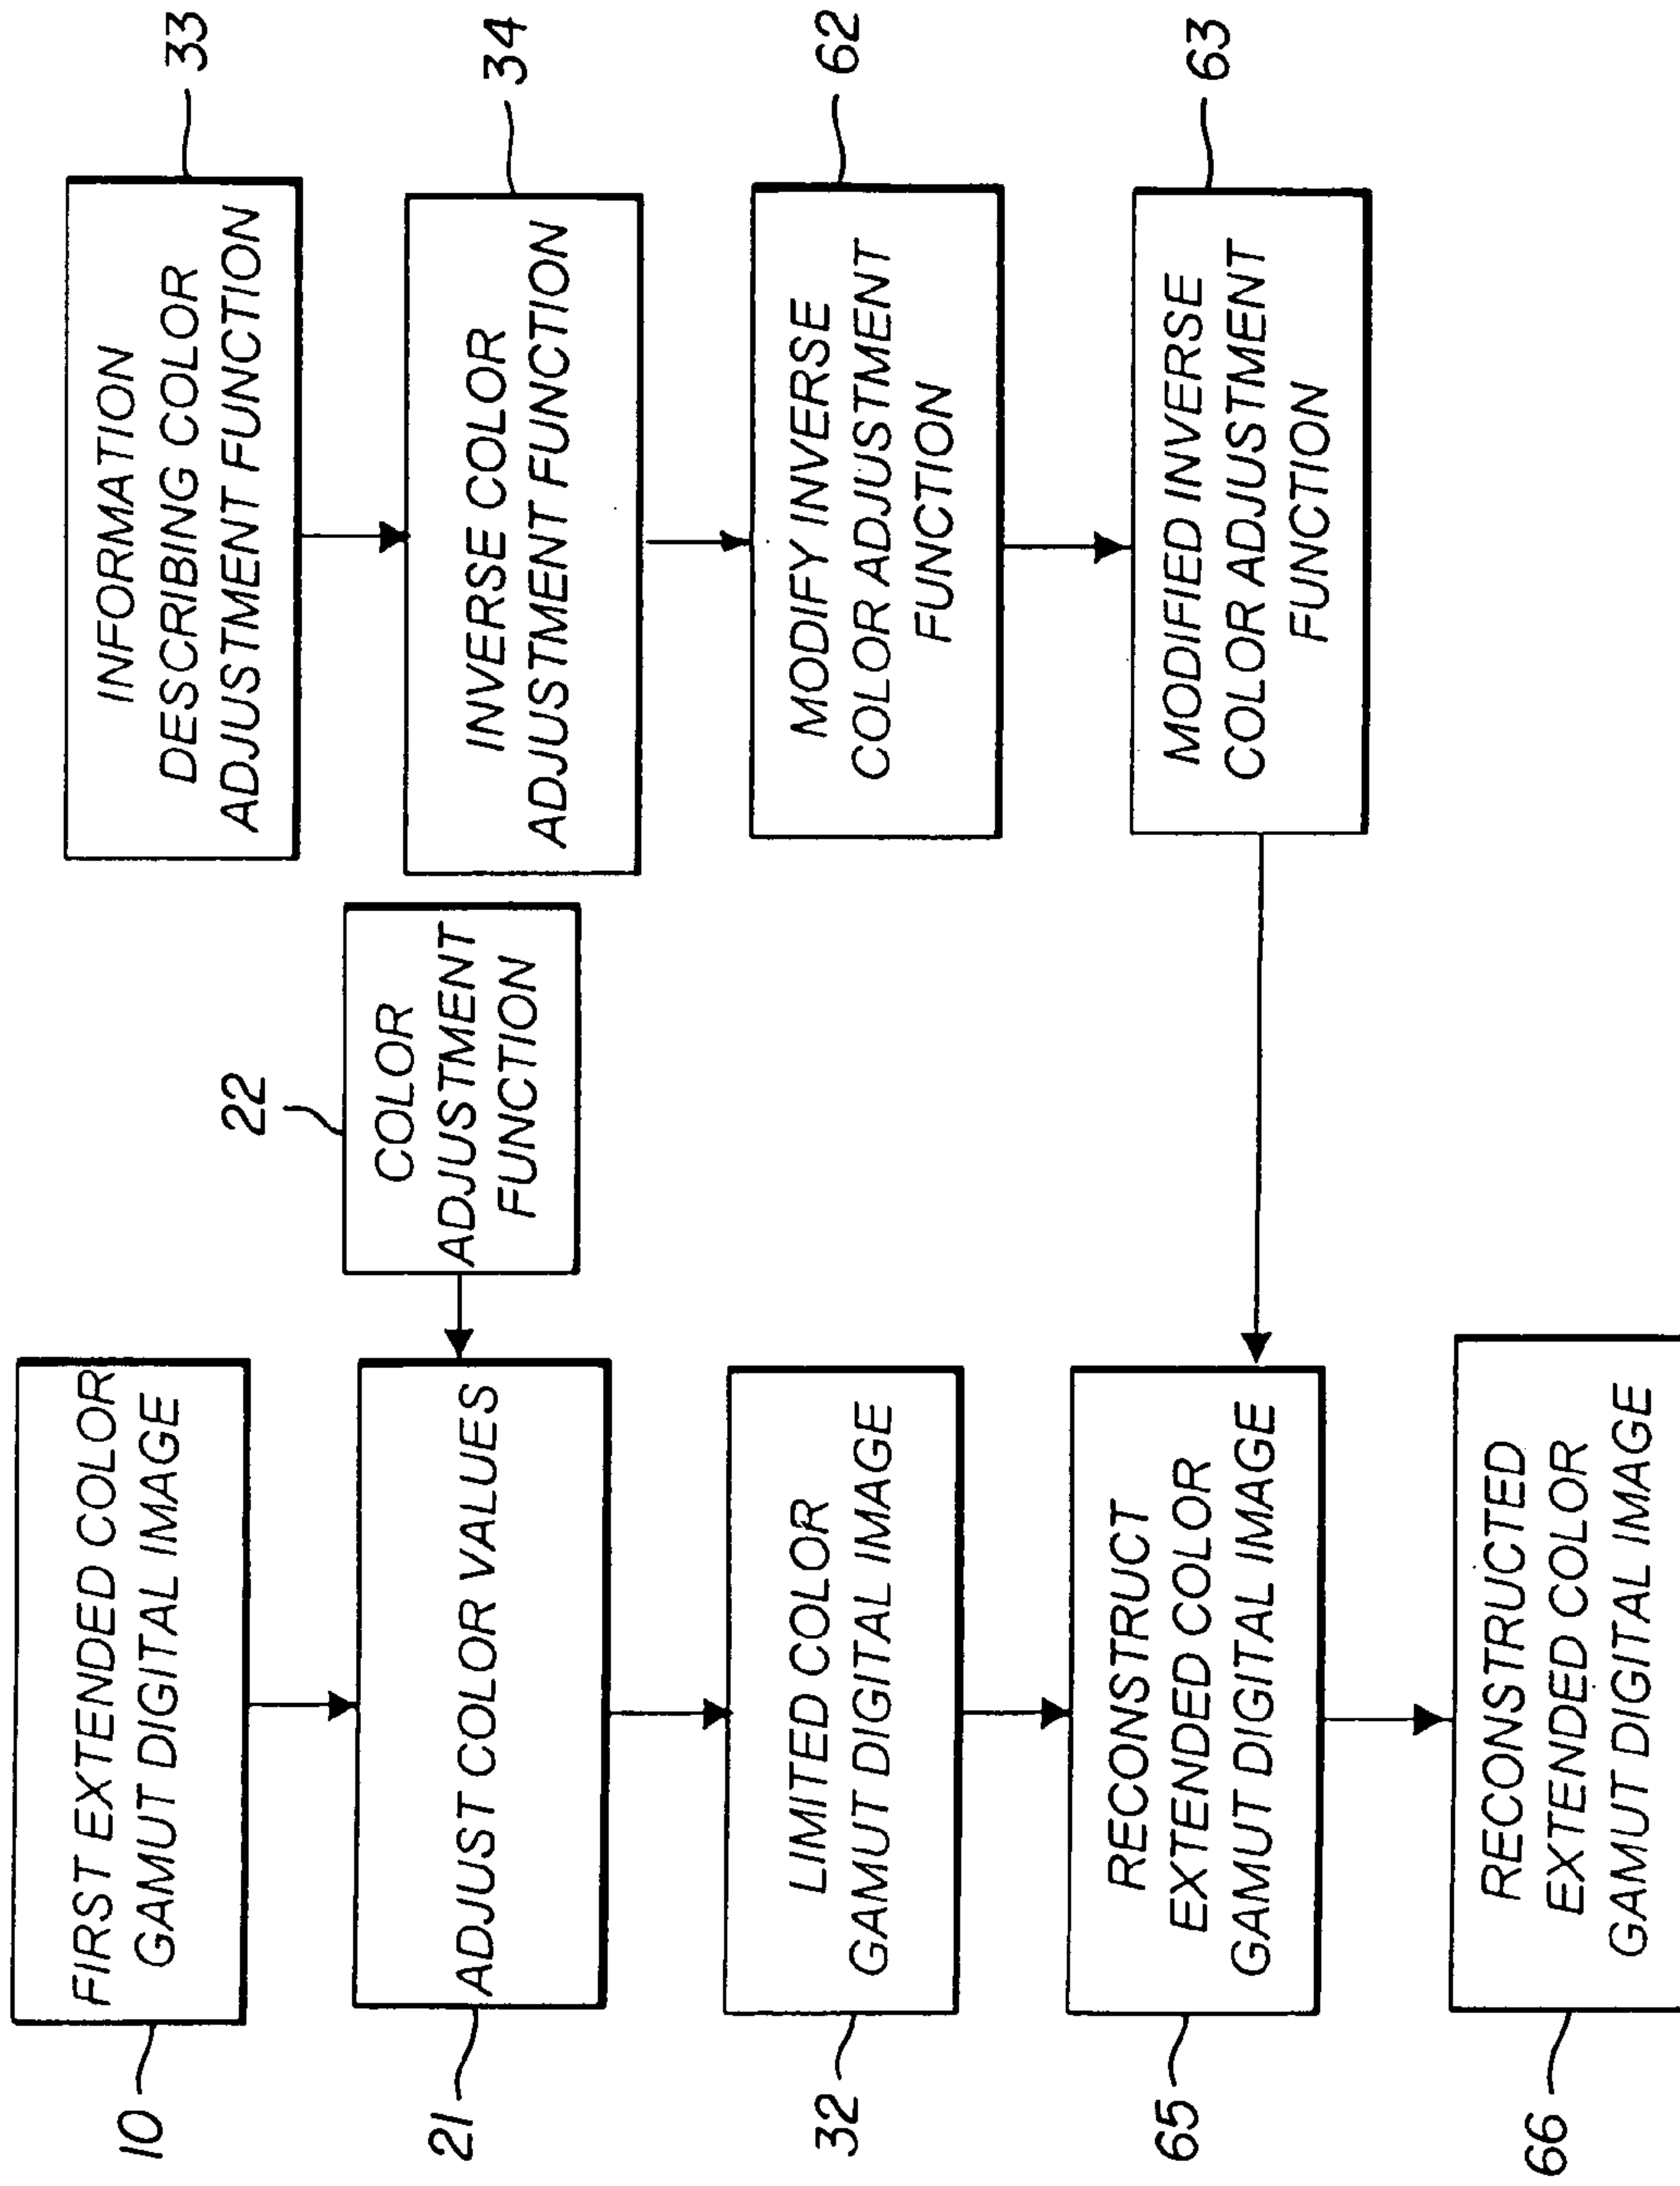 10
FIRST EXTENDED COLOR
GAMUT DIGITAL IMAGE
21
ADJUST COLOR VALUES
22
COLOR
ADJUSTMENT
FUNCTION
32
LIMITED COLOR
GAMUT DIGITAL IMAGE
65
RECONSTRUCT
EXTENDED COLOR
GAMUT DIGITAL IMAGE
66
RECONSTRUCTED
EXTENDED COLOR
GAMUT DIGITAL IMAGE
INFORMATION
DESCRIBING COLOR
ADJUSTMENT FUNCTION
33
INVERSE COLOR
ADJUSTMENT FUNCTION
34
MODIFY INVERSE
COLOR ADJUSTMENT
FUNCTION
62
MODIFIED INVERSE
COLOR ADJUSTMENT
FUNCTION
63